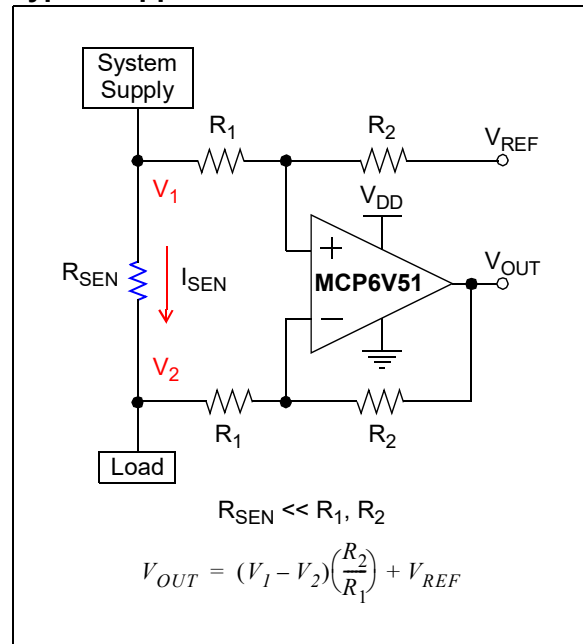 System
Supply
R1
R2
VREF
V1
VDD
+
VOUT
RSEN
ISEN
MCP6V51
−
V2
R1
R2
Load
RSEN << R1, R2
VOUT = (V1 – V2)(R2/R1) + VREF